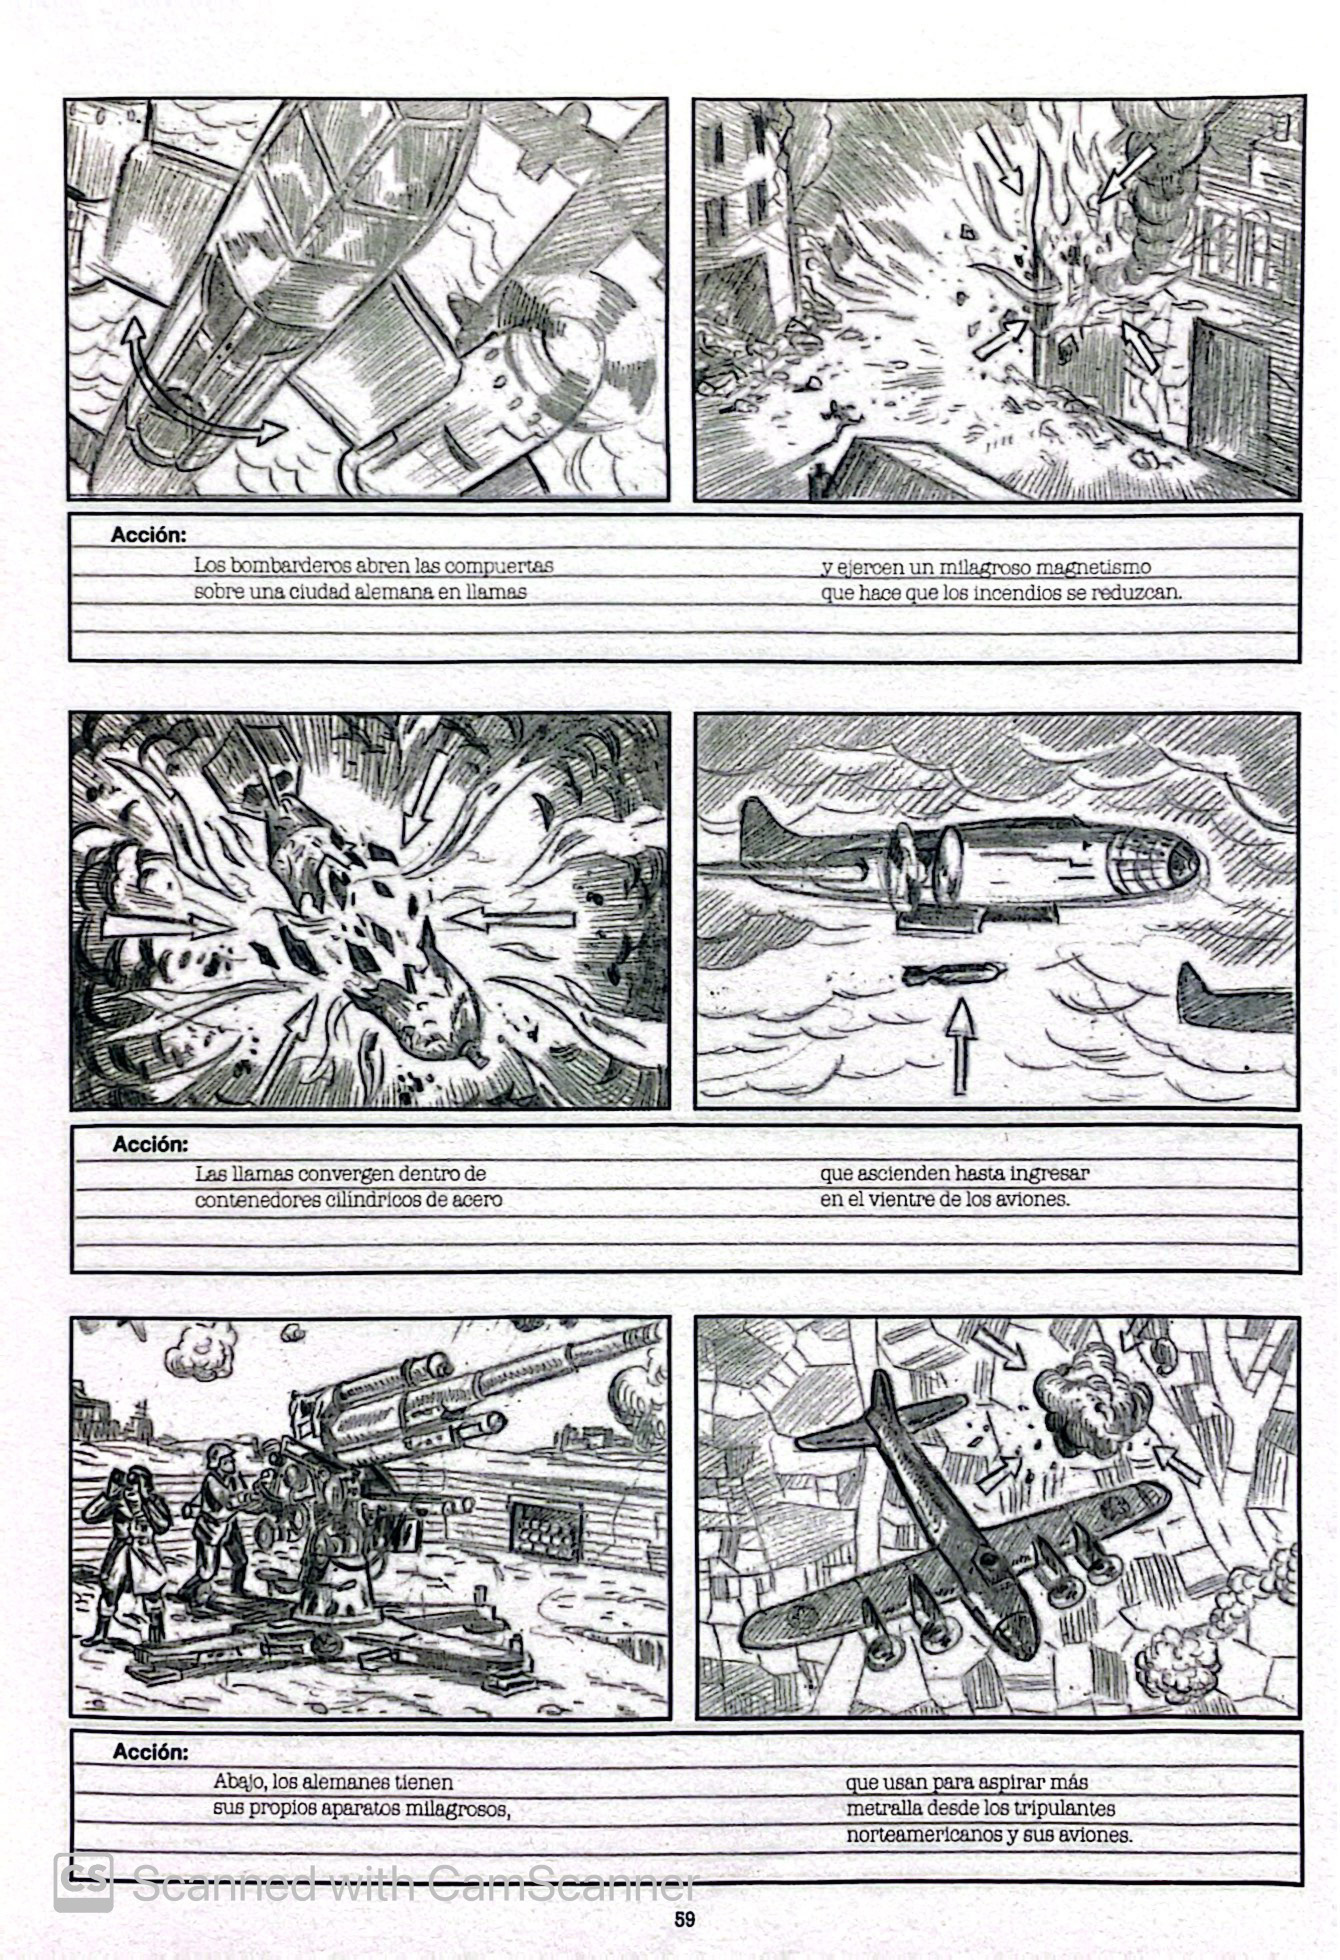 Acción:
Los bombarderos abren las compuertas
sobre una ciudad alemana en llamas
y ejercen un milagroso magnetismo
que hace que los incendios se reduzcan.
Acción:
Las llamas convergen dentro de
contenedores cilíndricos de acero
que ascienden hasta ingresar
en el vientre de los aviones.
Acción:
Abajo, los alemanes tienen
sus propios aparatos milagrosos,
que usan para aspirar más
metralla desde los tripulantes
norteamericanos y sus aviones.
CS Scanned with CamScanner
59